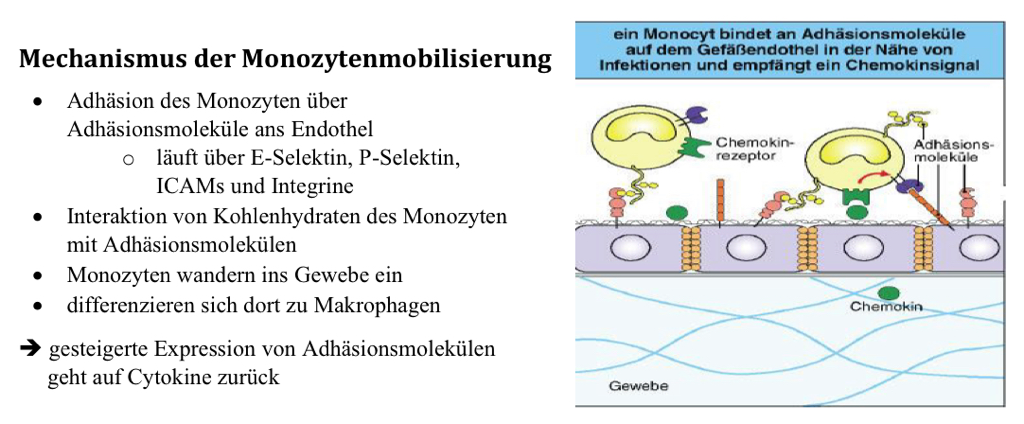 Mechanismus der Monozytenmobilisierung
• Adhäsion des Monozyten über
Adhäsionsmoleküle ans Endothel
o läuft über E-Selektin, P-Selektin,
ICAMs und Integrine
• Interaktion von Kohlenhydraten des Monozyten
mit Adhäsionsmolekülen
• Monozyten wandern ins Gewebe ein
• differenzieren sich dort zu Makrophagen
➔ gesteigerte Expression von Adhäsionsmolekülen
geht auf Cytokine zurück
ein Monocyt bindet an Adhäsionsmoleküle
auf dem Gefäßendothel in der Nähe von
Infektionen und empfängt ein Chemokinsignal
Chemokin-
rezeptor
Adhäsions-
moleküle
Chemokin
Gewebe